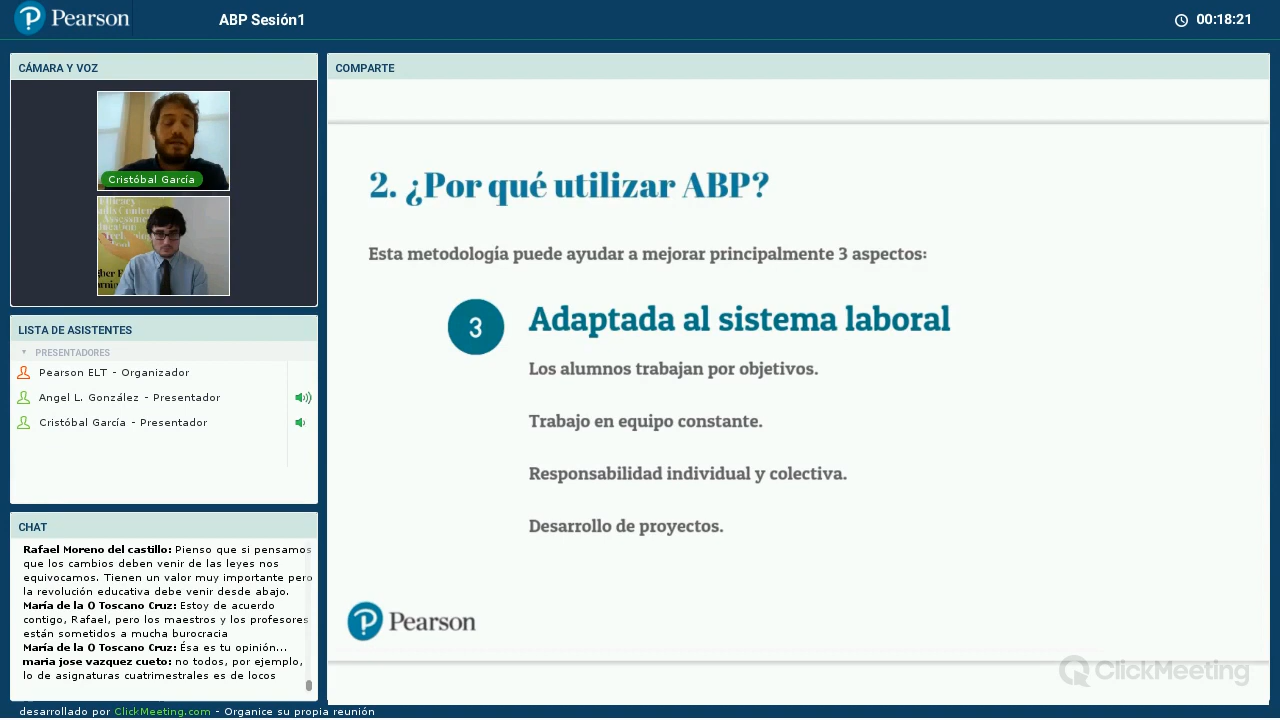 Pearson
ABP Sesión1
00:18:21
CÁMARA Y VOZ
Cristóbal García
LISTA DE ASISTENTES
PRESENTADORES
Pearson ELT - Organizador
Angel L. González - Presentador
Cristóbal García - Presentador
CHAT
Rafael Moreno del castillo: Pienso que si pensamos
que los cambios deben venir de las leyes nos
equivocamos. Tienen un valor muy importante pero
la revolución educativa debe venir desde abajo.
María de la O Toscano Cruz: Estoy de acuerdo
contigo, Rafael, pero los maestros y los profesores
están sometidos a mucha burocracia
María de la O Toscano Cruz: Ésa es tu opinión...
maria jose vazquez cueto: no todos, por ejemplo,
lo de asignaturas cuatrimestrales es de locos
COMPARTE
2. ¿Por qué utilizar ABP?
Esta metodología puede ayudar a mejorar principalmente 3 aspectos:
3
Adaptada al sistema laboral
Los alumnos trabajan por objetivos.
Trabajo en equipo constante.
Responsabilidad individual y colectiva.
Desarrollo de proyectos.
Pearson
ClickMeeting
desarrollado por ClickMeeting.com - Organice su propia reunión